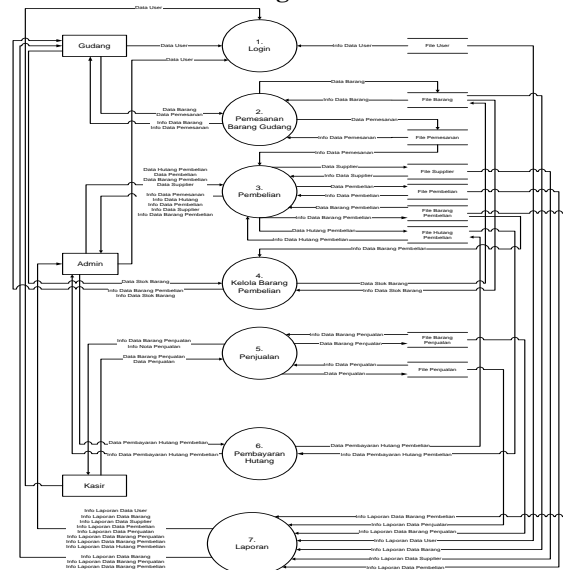 Data User
Gudang
Data User
1.
Login
Info Data User
File User
Data User
Data Barang
Info Data Barang
File Barang
Data Barang
Data Pemesanan
2.
Pemesanan
Barang Gudang
Data Pemesanan
Info Barang
Info Data Pemesanan
Info Data Pemesanan
File Pemesanan
Info Data Pemesanan
Data Hulang Pembelian
Data Pembelian
Data Barang Pembelian
Data Supplier
Data Supplier
Info Data Supplier
File Supplier
3.
Pembelian
Data Pembelian
Info Data Pembelian
File Pembelian
Info Data Pemesanan
Info Data Hulang
Info Data Pembelian
Info Data Supplier
Info Data Barang Pembelian
Data Barang Pembelian
Info Data Barang Pembelian
File Barang
Pembelian
Data Hulang Pembelian
Info Data Hulang Pembelian
File Hulang
Pembelian
Info Data Barang Pembelian
Admin
Data Stok Barang
Info Data Barang Pembelian
Info Data Stok Barang
4.
Kelola Barang
Pembelian
Data Stok Barang
Info Data Stok Barang
Info Data Barang Penjualan
Info Nota Penjualan
Data Barang Penjualan
Data Penjualan
5.
Penjualan
Info Data Barang Penjualan
Data Barang Penjualan
File Barang
Penjualan
Info Data Penjualan
Data Penjualan
File Penjualan
Data Pembayaran Hulang Pembelian
Info Data Pembayaran Hulang Pembelian
6.
Pembayaran
Hutang
Data Pembayaran Hulang Pembelian
Info Data Pembayaran Hulang Pembelian
Kasir
Info Laporan Data User
Info Laporan Data Barang
Info Laporan Data Supplier
Info Laporan Data Pembelian
Info Laporan Data Penjualan
Info Laporan Data Barang Penjualan
Info Laporan Data Barang Pembelian
Info Laporan Data Hulang Pembelian
Info Laporan Data Barang
Info Laporan Data Pembelian
Info Laporan Data Barang Pembelian
7.
Laporan
Info Laporan Data Barang Pembelian
Info Laporan Data Penjualan
Info Laporan Data Barang Penjualan
Info Laporan Data User
Info Laporan Data Barang
Info Laporan Data Supplier
Info Laporan Data Pembelian